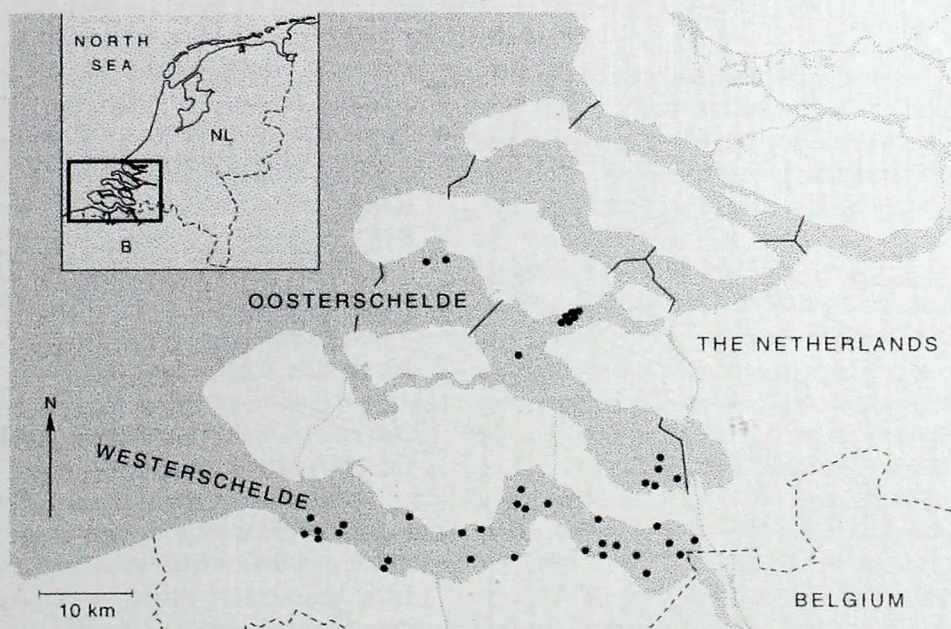 NORTH
SEA
NL
B
OOSTERSCHELDE
THE NETHERLANDS
N
WESTERSCHELDE
10 km
BELGIUM